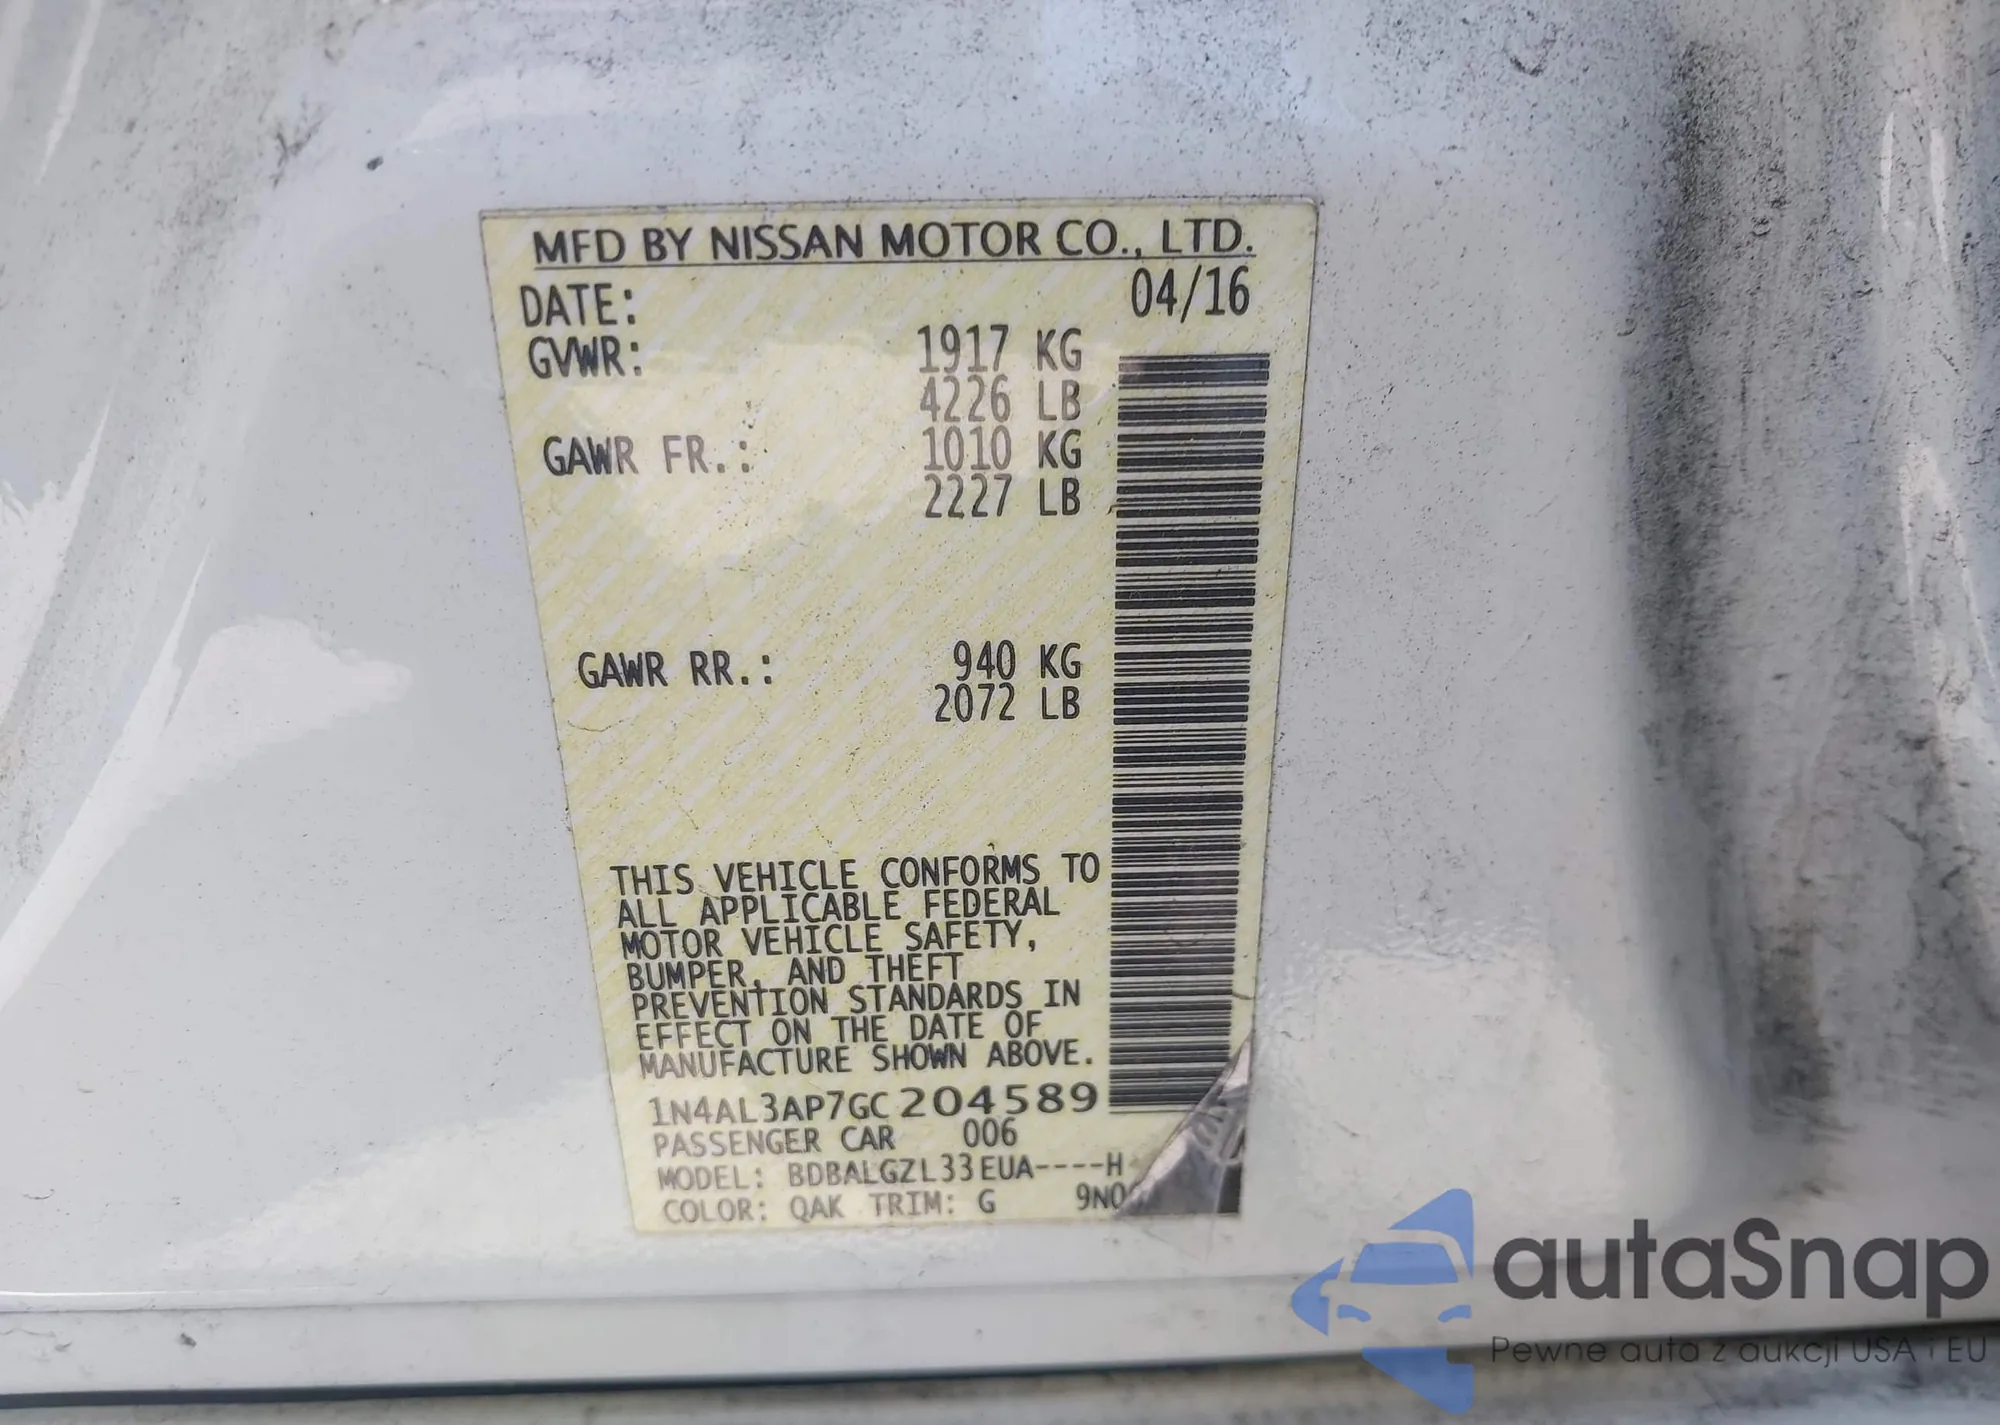 MFD BY NISSAN MOTOR CO., LTD.
DATE: 04/16
GVWR: 1917 KG
4226 LB
GAWR FR.: 1010 KG
2227 LB
GAWR RR.: 940 KG
2072 LB
THIS VEHICLE CONFORMS TO
ALL APPLICABLE FEDERAL
MOTOR VEHICLE SAFETY,
BUMPER, AND THEFT
PREVENTION STANDARDS IN
EFFECT ON THE DATE OF
MANUFACTURE SHOWN ABOVE.
1N4AL3AP7GC204589
PASSENGER CAR 006
MODEL: BDBALGZL33EUA----H
COLOR: QAK TRIM: G
autaSnap
Pewne auta z aukcji USA i EU